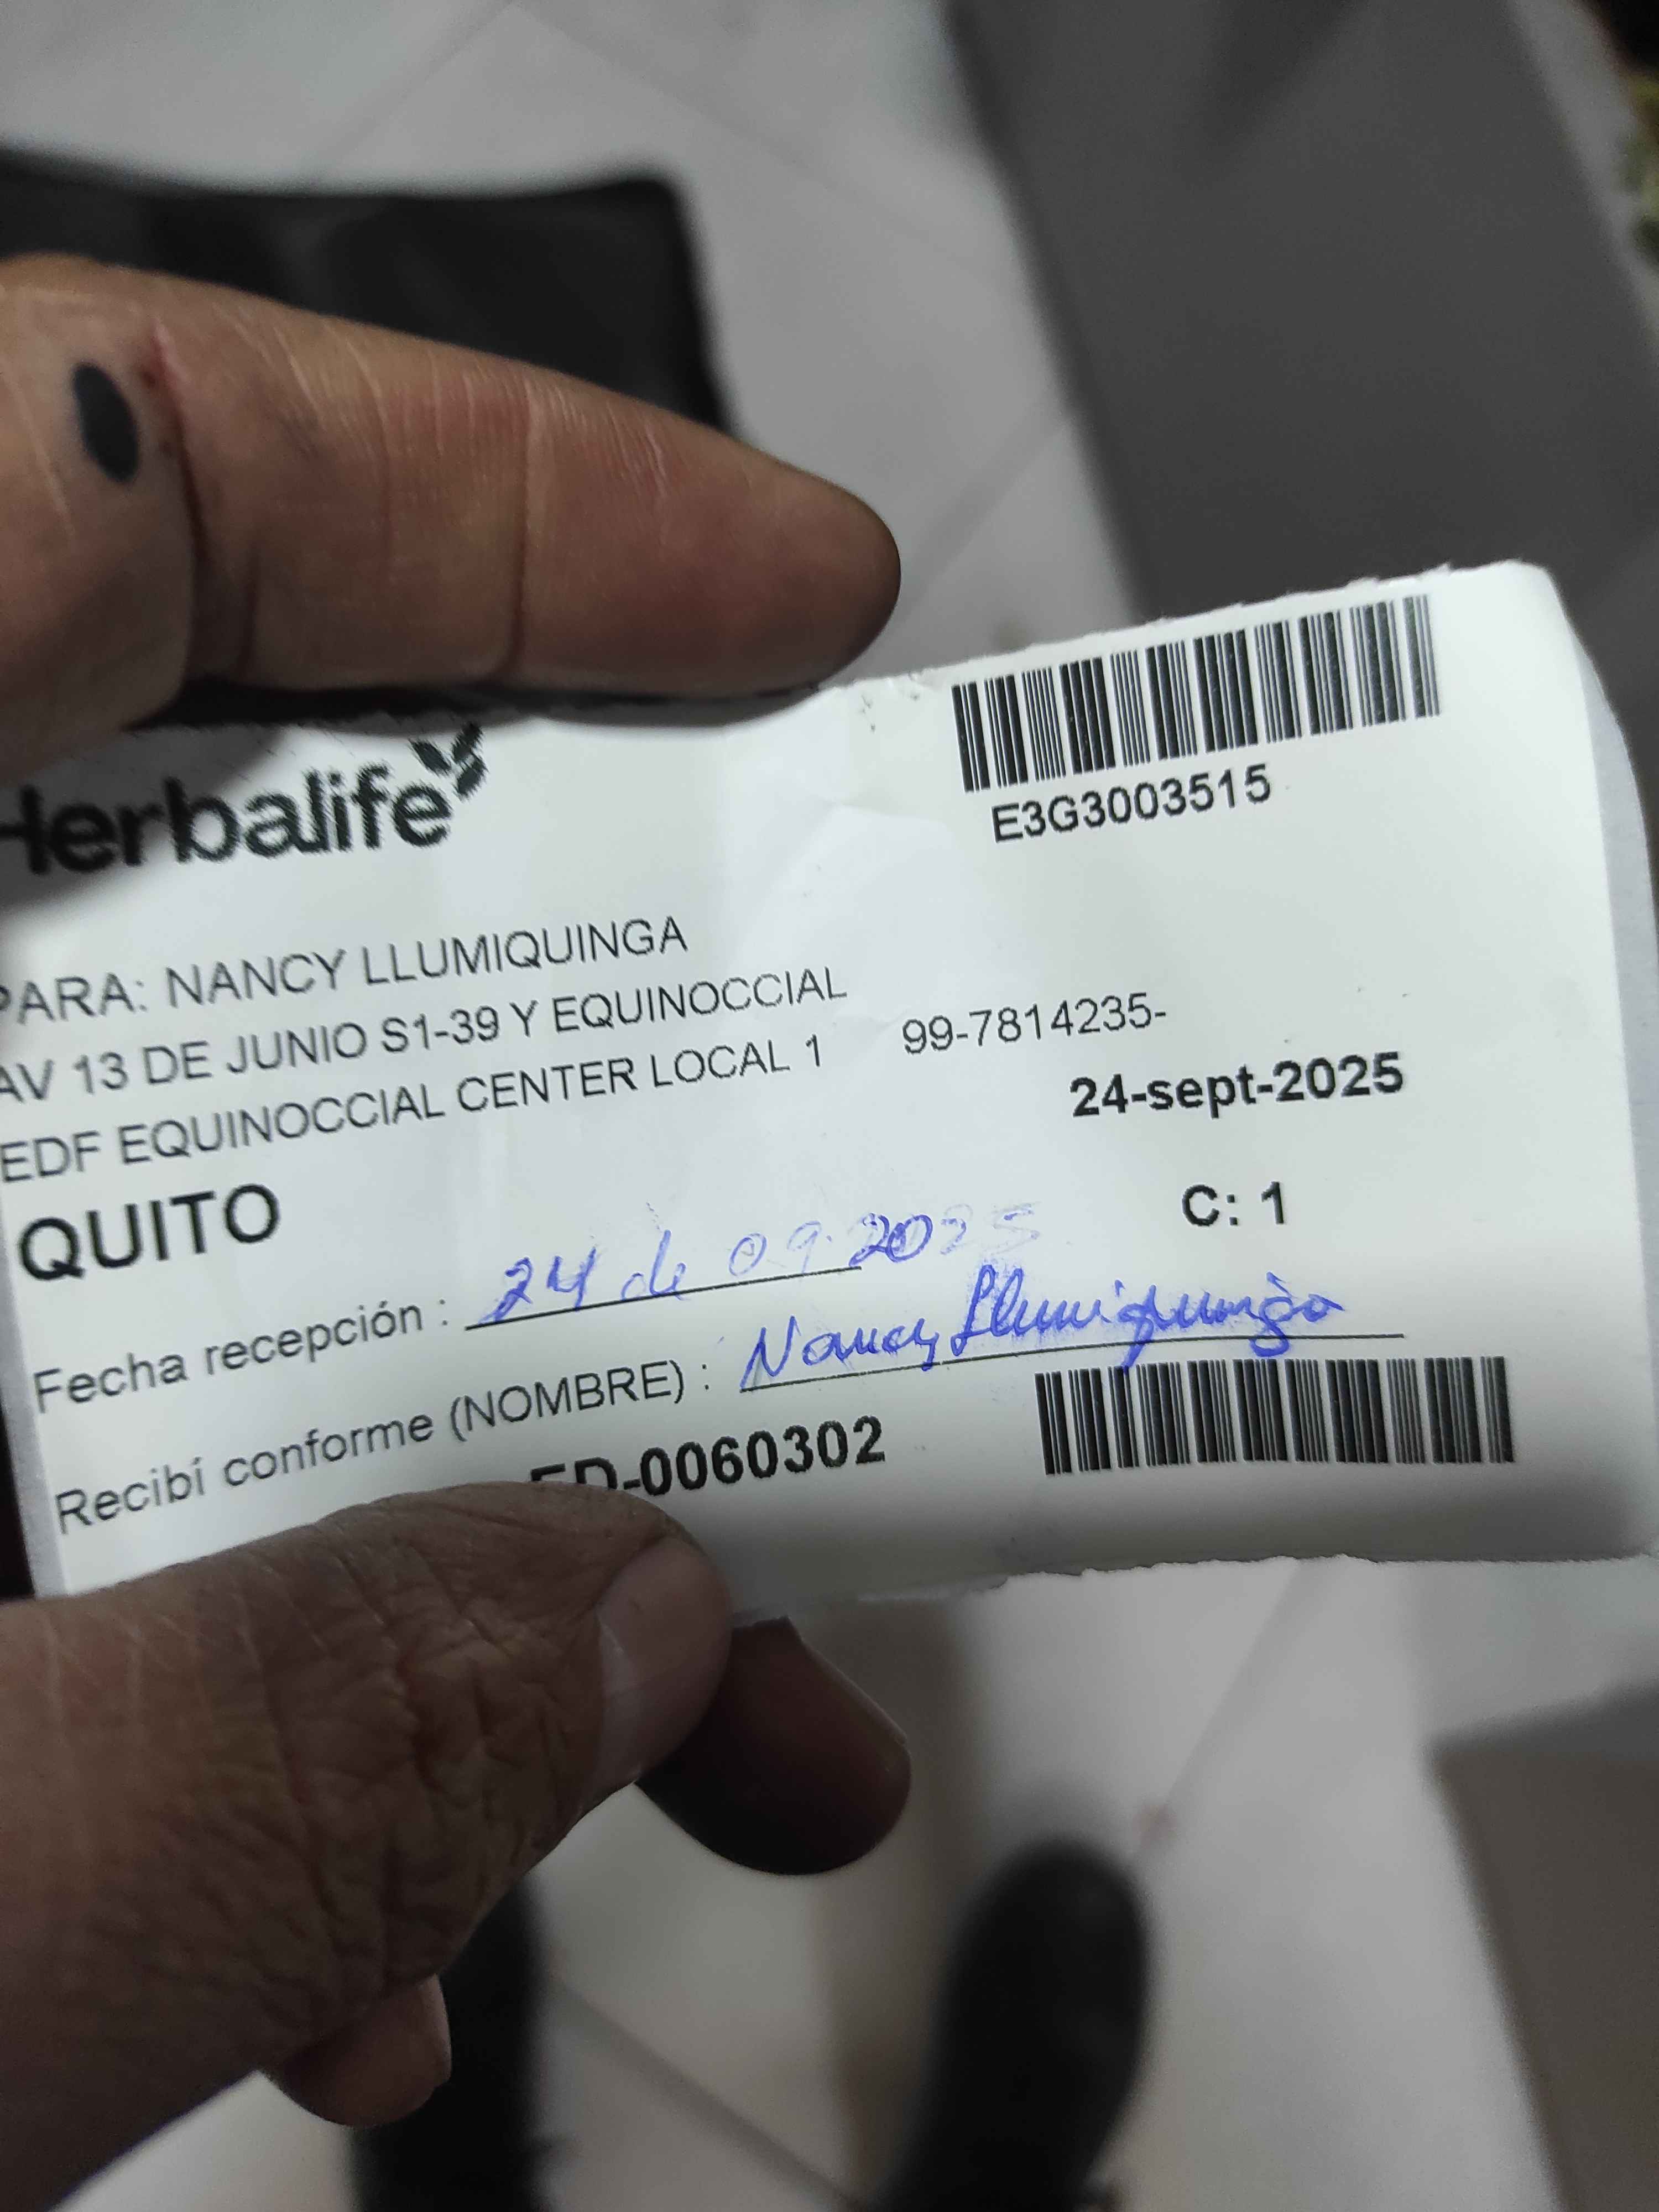 Herbalife
E3G3003515
PARA: NANCY LLUMIQUINGA
AV 13 DE JUNIO S1-39 Y EQUINOCCIAL
EDF EQUINOCCIAL CENTER LOCAL 1 99-7814235-
24-sept-2025
QUITO
C: 1
Fecha recepción : 24 de 09.2025
Recibí conforme (NOMBRE) : Nancy Llumiquinga
ED-0060302